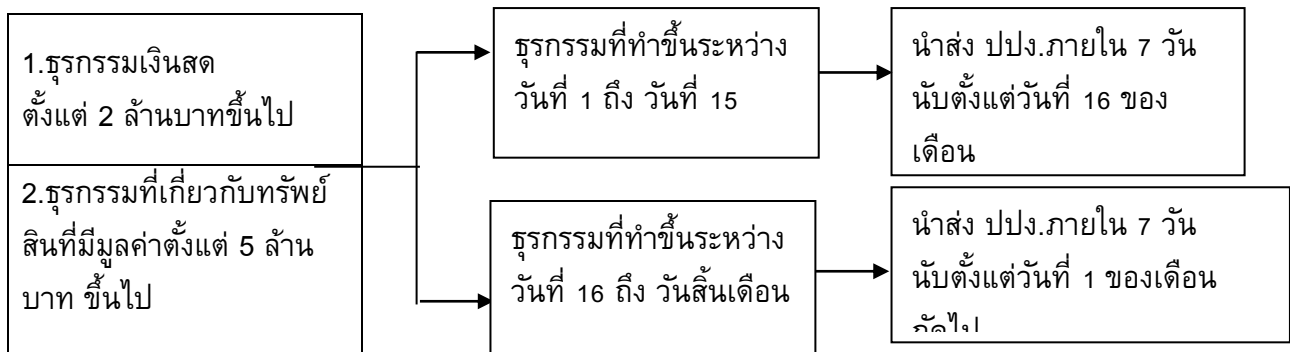 1.ธุรกรรมเงินสด
ตั้งแต่ 2 ล้านบาทขึ้นไป
2.ธุรกรรมที่เกี่ยวกับทรัพย์
สินที่มีมูลค่าตั้งแต่ 5 ล้าน
บาท ขึ้นไป
ธุรกรรมที่ทำขึ้นระหว่าง
วันที่ 1 ถึง วันที่ 15
นำส่ง ปปง.ภายใน 7 วัน
นับตั้งแต่วันที่ 16 ของ
เดือน
ธุรกรรมที่ทำขึ้นระหว่าง
วันที่ 16 ถึง วันสิ้นเดือน
นำส่ง ปปง.ภายใน 7 วัน
นับตั้งแต่วันที่ 1 ของเดือน
ถัดไป